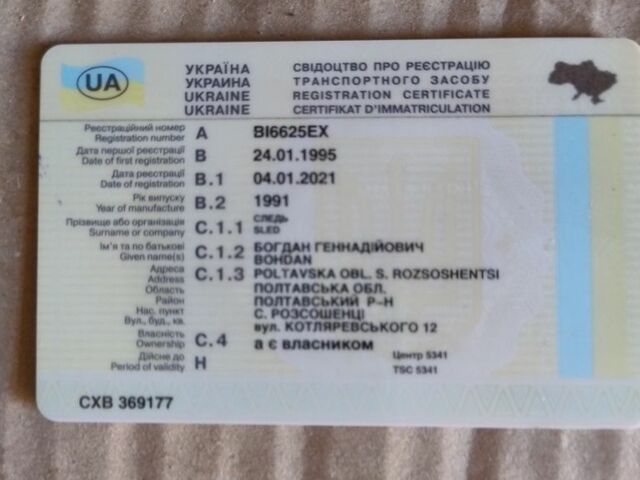 UA
УКРАЇНА СВІДОЦТВО ПРО РЕЄСТРАЦІЮ
УКРАИНА ТРАНСПОРТНОГО ЗАСОБУ
UKRAINE REGISTRATION CERTIFICATE
UKRAINE CERTIFIKAT D'IMMATRICULATION
Реєстраційний номер
Registration number A BI6625EX
Дата першої реєстрації
Date of first registration B 24.01.1995
Дата реєстрації
Date of registration B.1 04.01.2021
Рік випуску
Year of manufacture B.2 1991
Прізвище або організація C.1.1 СЛЕДЬ
Surname or company SLED
Ім'я та по батькові C.1.2 БОГДАН ГЕННАДІЙОВИЧ
Given name(s) BOHDAN
Адреса C.1.3 POLTAVSKA OBL. S. ROZSOSHENTSI
Address
Область ПОЛТАВСЬКА ОБЛ.
Район ПОЛТАВСЬКИЙ Р-Н
Нас. пункт С. РОЗСОШЕНЦІ
Вул., буд., кв. вул. КОТЛЯРЕВСЬКОГО 12
Власність
Ownership C.4 а є власником
Дійсне до Центр 5341
Period of validity H TSC 5341
СХВ 369177